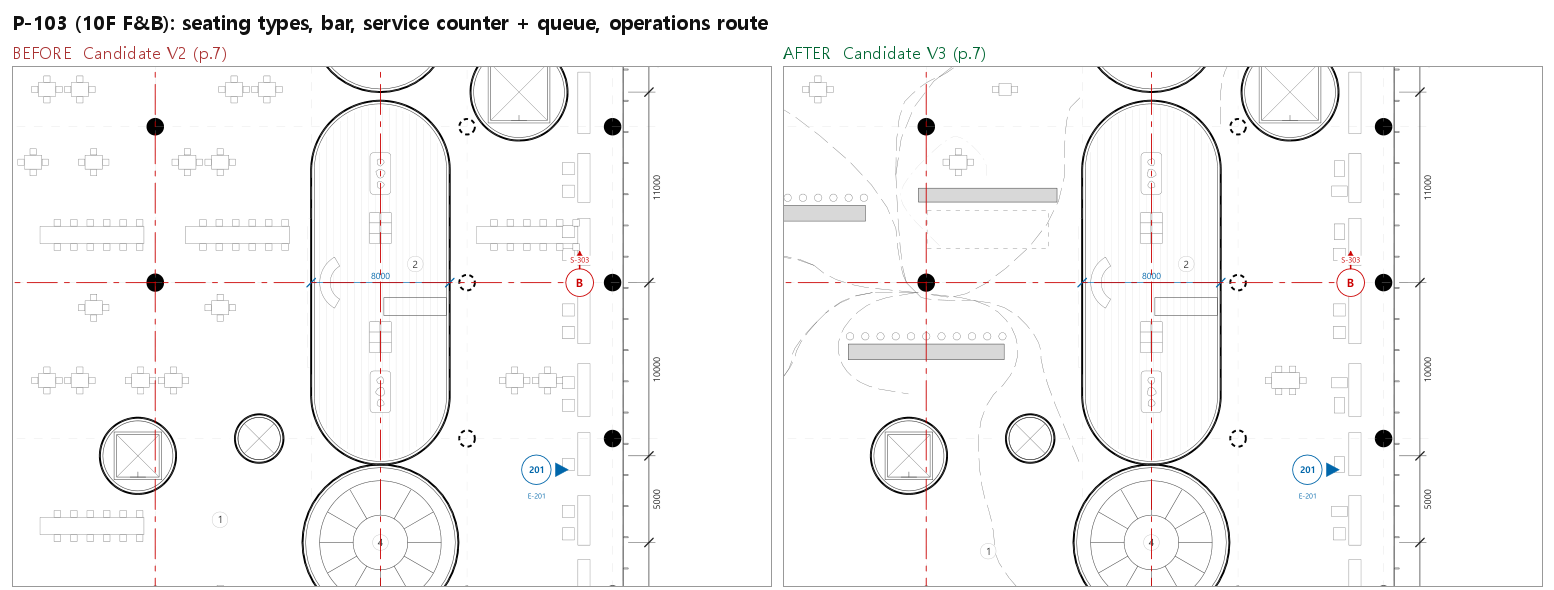 P-103 (10F F&B): seating types, bar, service counter + queue, operations route
BEFORE Candidate V2 (p.7)
AFTER Candidate V3 (p.7)
11000
2
S-303
8000
B
10000
201
E-201
5000
1
4
11000
2
S-303
8000
B
10000
201
E-201
5000
1
4